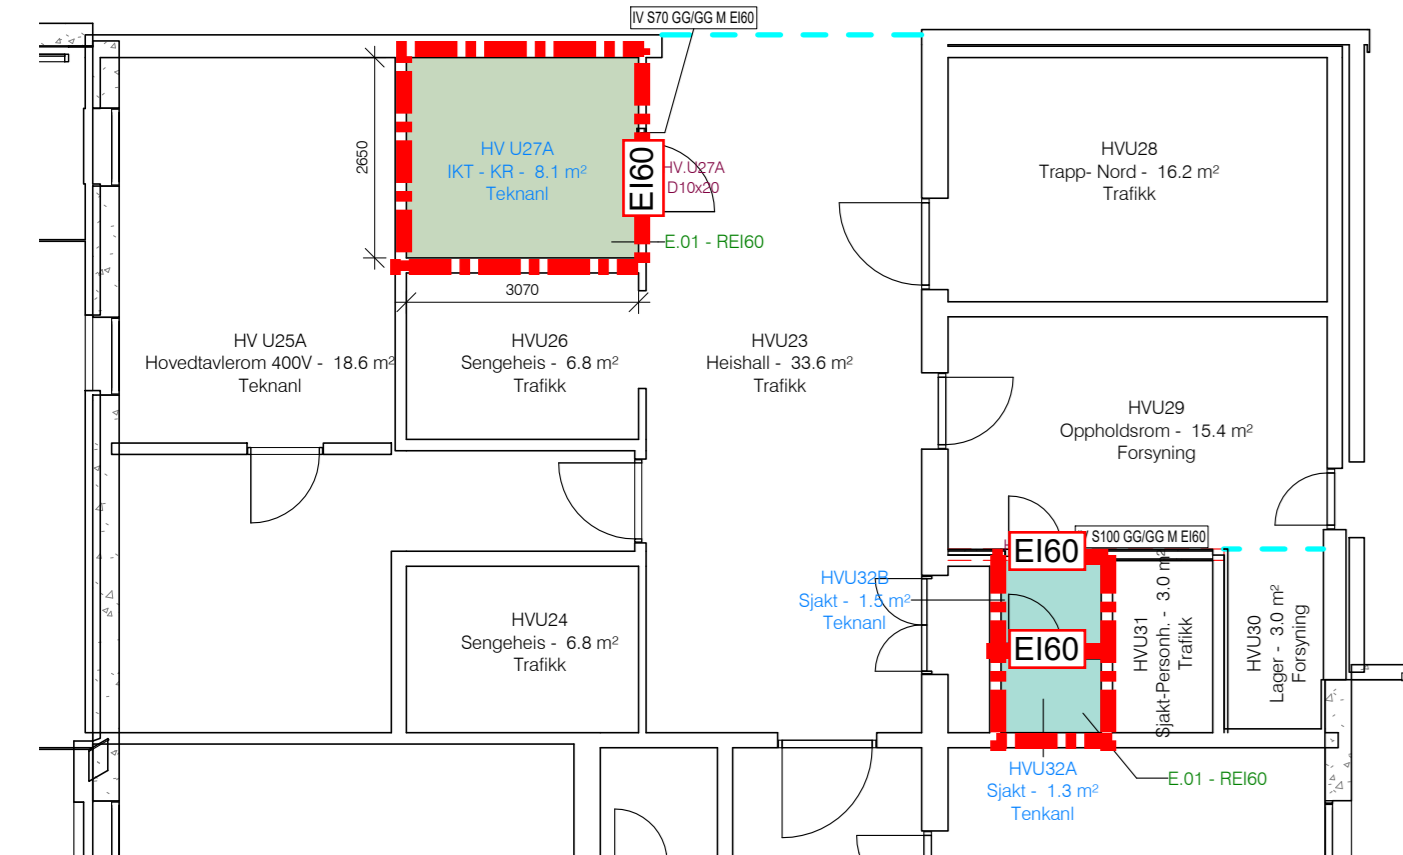 IV S70 GG/GG M EI60
HV U27A
IKT - KR - 8.1 m²
Teknanl
2650
EI60
HV.U27A
D10x20
E.01 - REI60
3070
HVU28
Trapp- Nord - 16.2 m²
Trafikk
HV U25A
Hovedtavlerom 400V - 18.6 m²
Teknanl
HVU26
Sengeheis - 6.8 m²
Trafikk
HVU23
Heishall - 33.6 m²
Trafikk
HVU29
Oppholdsrom - 15.4 m²
Forsyning
S100 GG/GG M EI60
EI60
HVU32B
Sjakt - 1.5 m²
Teknanl
EI60
HVU31
Sjakt-Personh. - 3.0 m²
Trafikk
HVU30
Lager - 3.0 m²
Forsyning
HVU24
Sengeheis - 6.8 m²
Trafikk
HVU32A
Sjakt - 1.3 m²
Tenkanl
E.01 - REI60